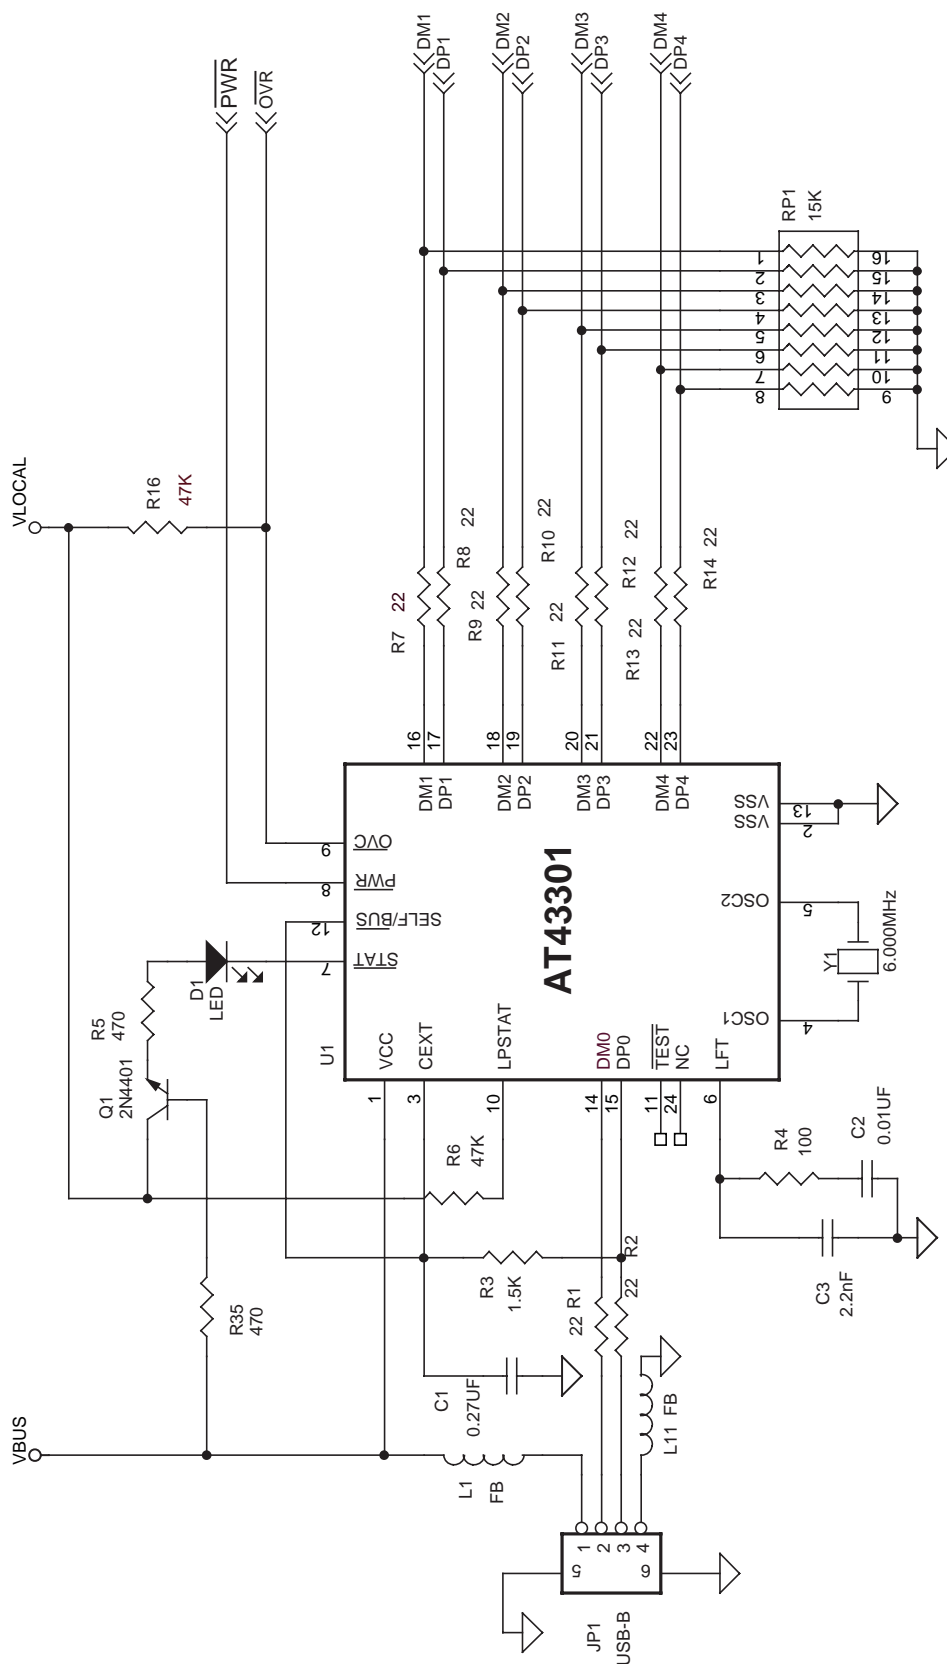 VBUS
R35
470
Q1
2N4401
R5
470
D1
LED
VLOCAL
R16
47K
PWR
OVR
L1
FB
C1
0.27UF
R3
1.5K
R6
47K
U1
AT43301
VCC
1
CEXT
3
LPSTAT
10
DM0
14
DP0
15
TEST
11
NC
24
LFT
6
STAT
7
SELF/BUS
12
PWR
8
OVC
9
DM1
16
DP1
17
DM2
18
DP2
19
DM3
20
DP3
21
DM4
22
DP4
23
OSC1
4
OSC2
5
VSS
2
VSS
13
Y1
6.000MHz
JP1
USB-B
5
1
2
3
4
6
22 R1
R2
22
L11 FB
C3
2.2nF
R4
100
C2
0.01UF
R7 22
R8 22
R9 22
R10 22
R11 22
R12 22
R13 22
R14 22
DM1
DP1
DM2
DP2
DM3
DP3
DM4
DP4
RP1
15K
1
2
3
4
5
6
7
8
16
15
14
13
12
11
10
9